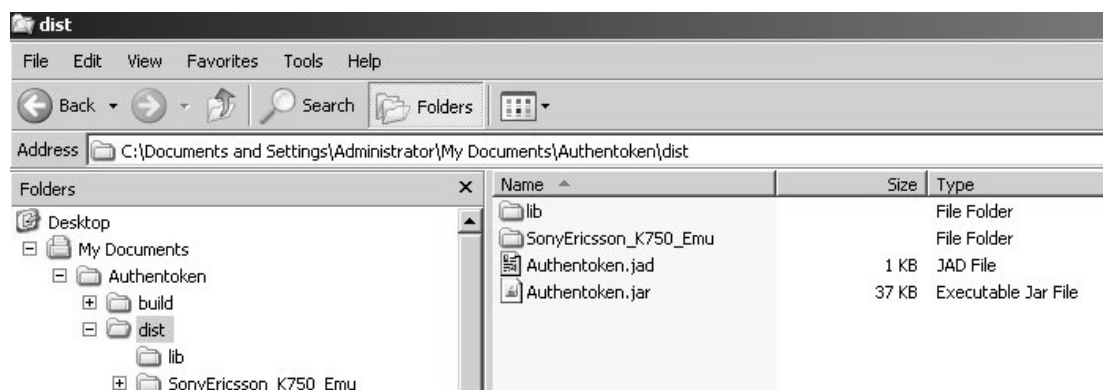 dist
File Edit View Favorites Tools Help
Back Search Folders
Address C:\Documents and Settings\Administrator\My Documents\Authentoken\dist
Folders
Desktop
My Documents
Authentoken
build
dist
lib
SonyEricsson_K750_Emu
Name Size Type
lib File Folder
SonyEricsson_K750_Emu File Folder
Authentoken.jad 1 KB JAD File
Authentoken.jar 37 KB Executable Jar File